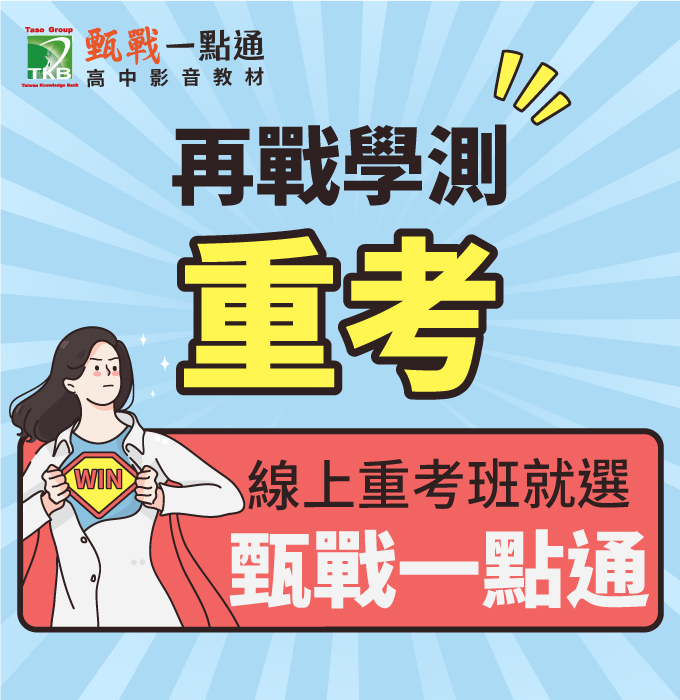 Taso Group
TKB
Taiwan Knowledge Bank
甄戰一點通
高中影音教材
再戰學測
重考
WIN
線上重考班就選
甄戰一點通